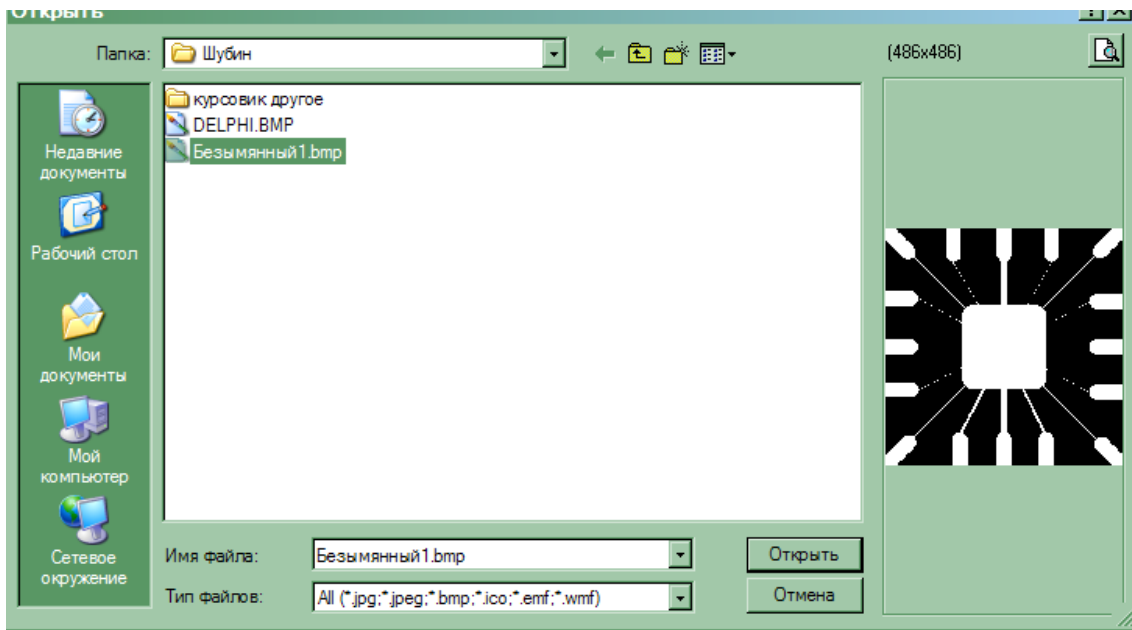 Открыть
Папка: Шубин (486x486)
курсовик другое
DELPHI.BMP
Безымянный1.bmp
Недавние
документы
Рабочий стол
Мои
документы
Мой
компьютер
Сетевое
окружение
Имя файла: Безымянный1.bmp Открыть
Тип файлов: All (*.jpg;*.jpeg;*.bmp;*.ico;*.emf;*.wmf) Отмена